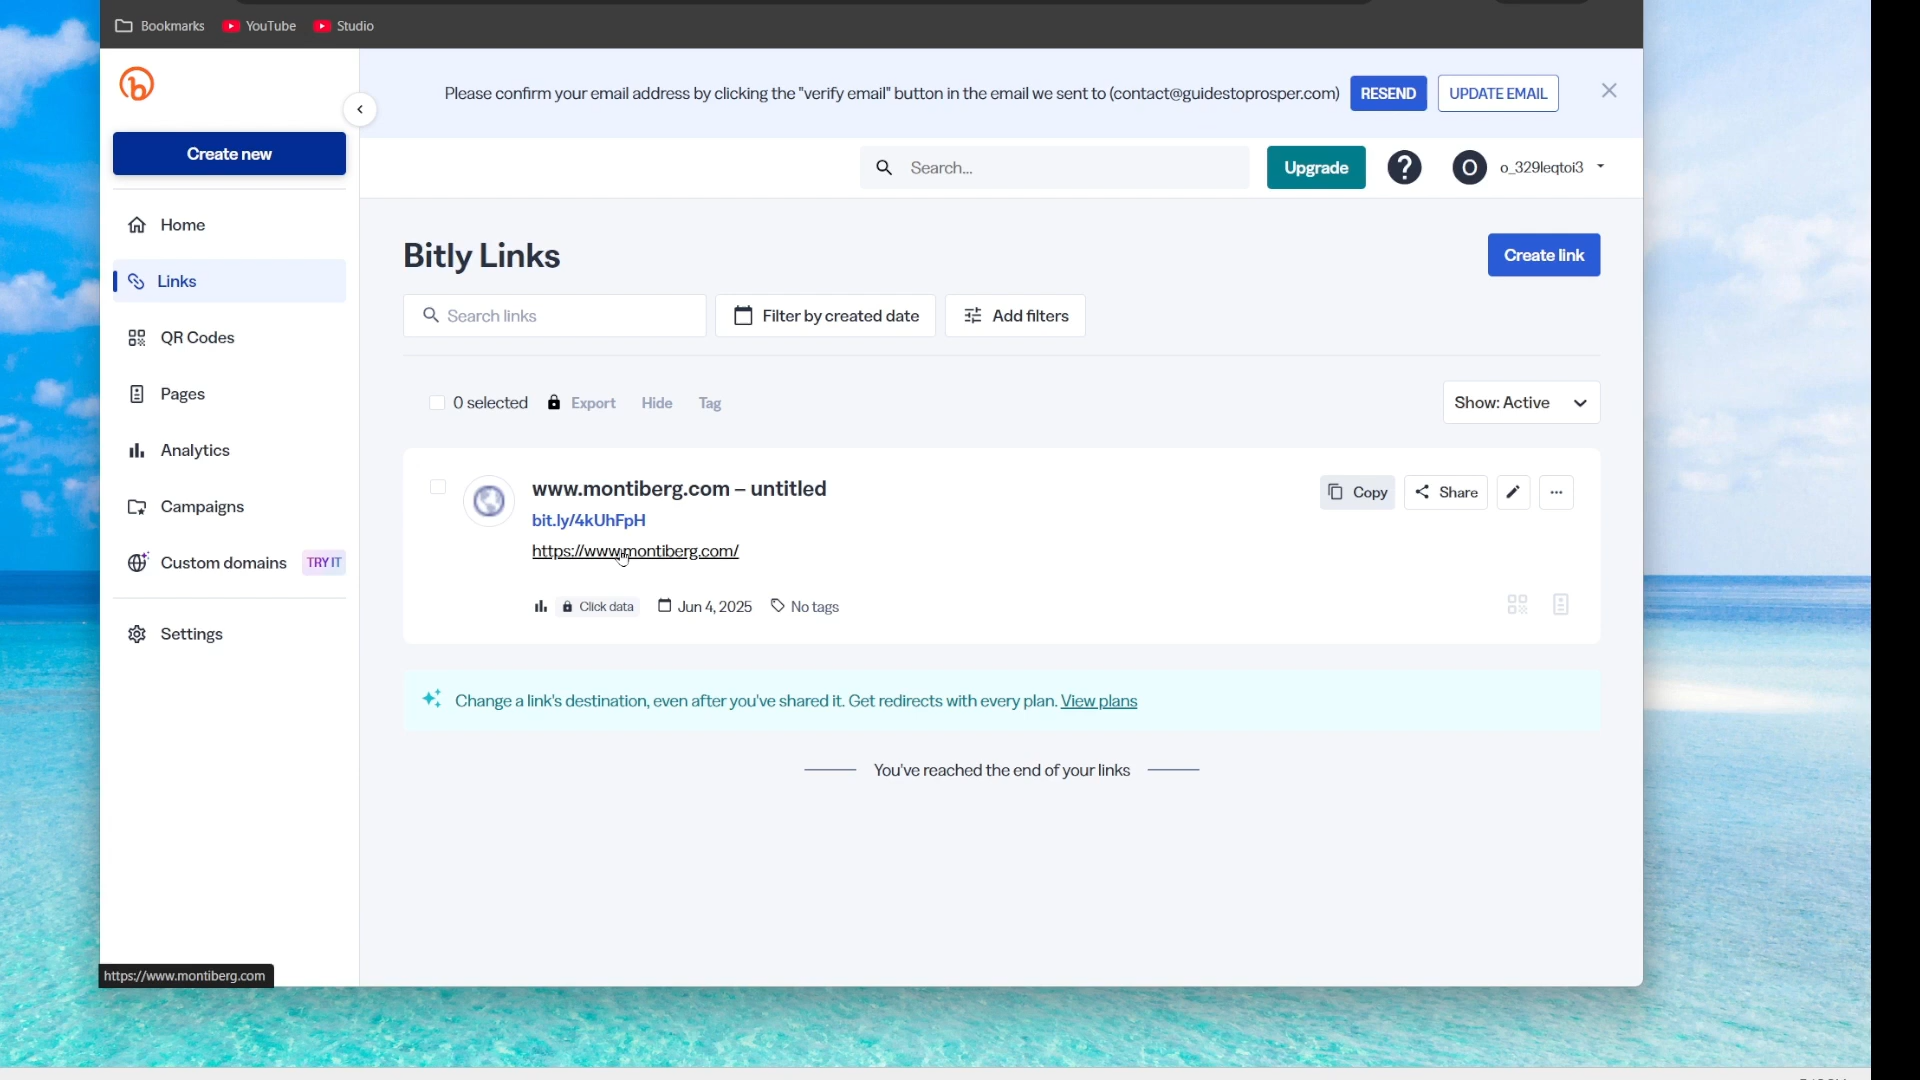 Bookmarks YouTube Studio
Please confirm your email address by clicking the "verify email" button in the email we sent to (contact@guidestoprosper.com) RESEND UPDATE EMAIL
Create new
Search... Upgrade ? O o_329leqtoi3
Home
Links
QR Codes
Pages
Analytics
Campaigns
Custom domains TRY IT
Settings
Bitly Links Create link
Search links Filter by created date Add filters
0 selected Export Hide Tag Show: Active
www.montiberg.com – untitled
Copy Share
bit.ly/4kUhFpH
https://www.montiberg.com/
Click data Jun 4, 2025 No tags
Change a link's destination, even after you've shared it. Get redirects with every plan. View plans
You've reached the end of your links
https://www.montiberg.com